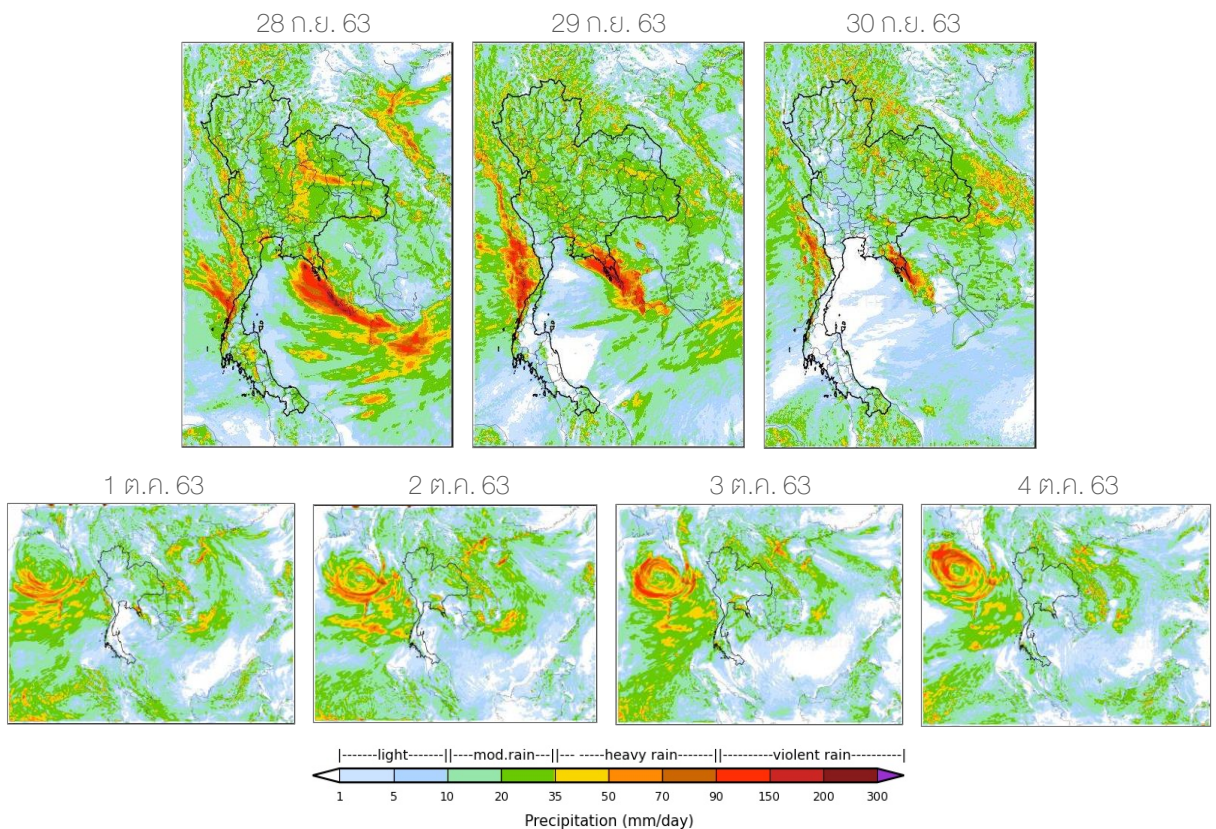 28 ก.ย. 63 29 ก.ย. 63 30 ก.ย. 63
1 ต.ค. 63 2 ต.ค. 63 3 ต.ค. 63 4 ต.ค. 63
|-------light-------||----mod.rain---||--- -----heavy rain---------||---------violent rain----------|
1 5 10 20 35 50 70 90 150 200 300
Precipitation (mm/day)